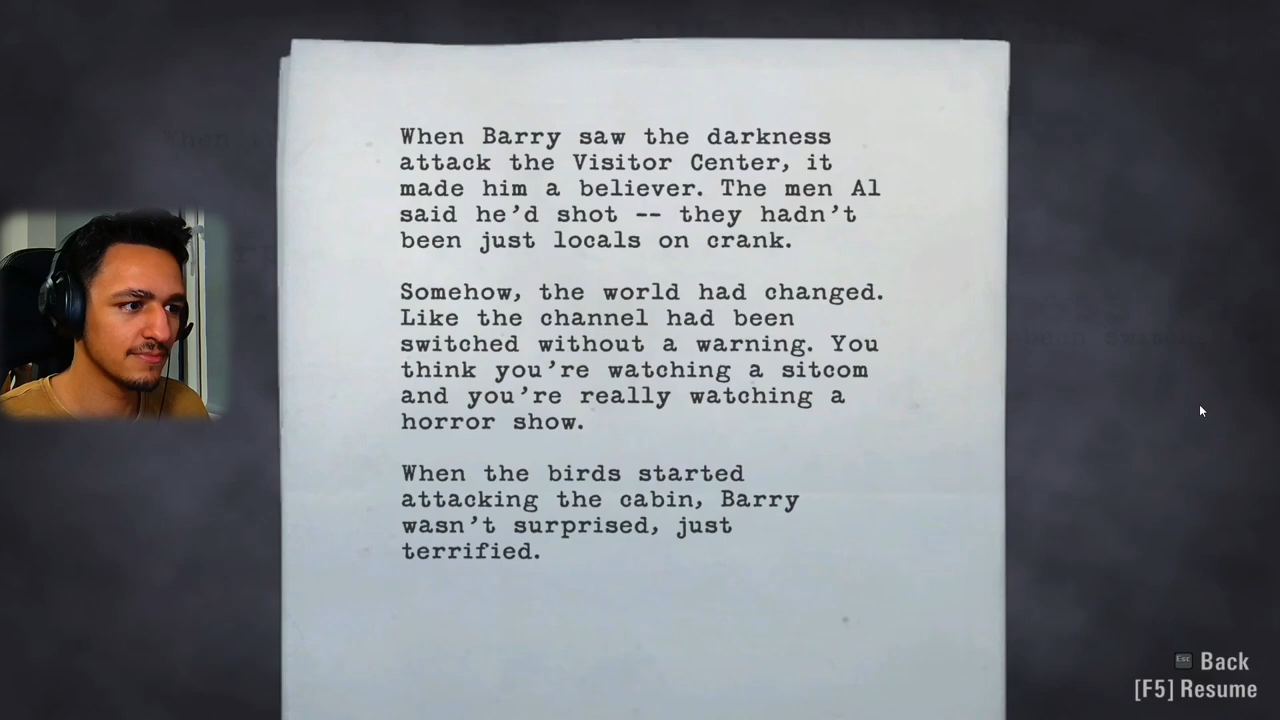 When Barry saw the darkness
attack the Visitor Center, it
made him a believer. The men Al
said he’d shot -- they hadn’t
been just locals on crank.
Somehow, the world had changed.
Like the channel had been
switched without a warning. You
think you’re watching a sitcom
and you’re really watching a
horror show.
When the birds started
attacking the cabin, Barry
wasn’t surprised, just
terrified.
Esc Back
[F5] Resume